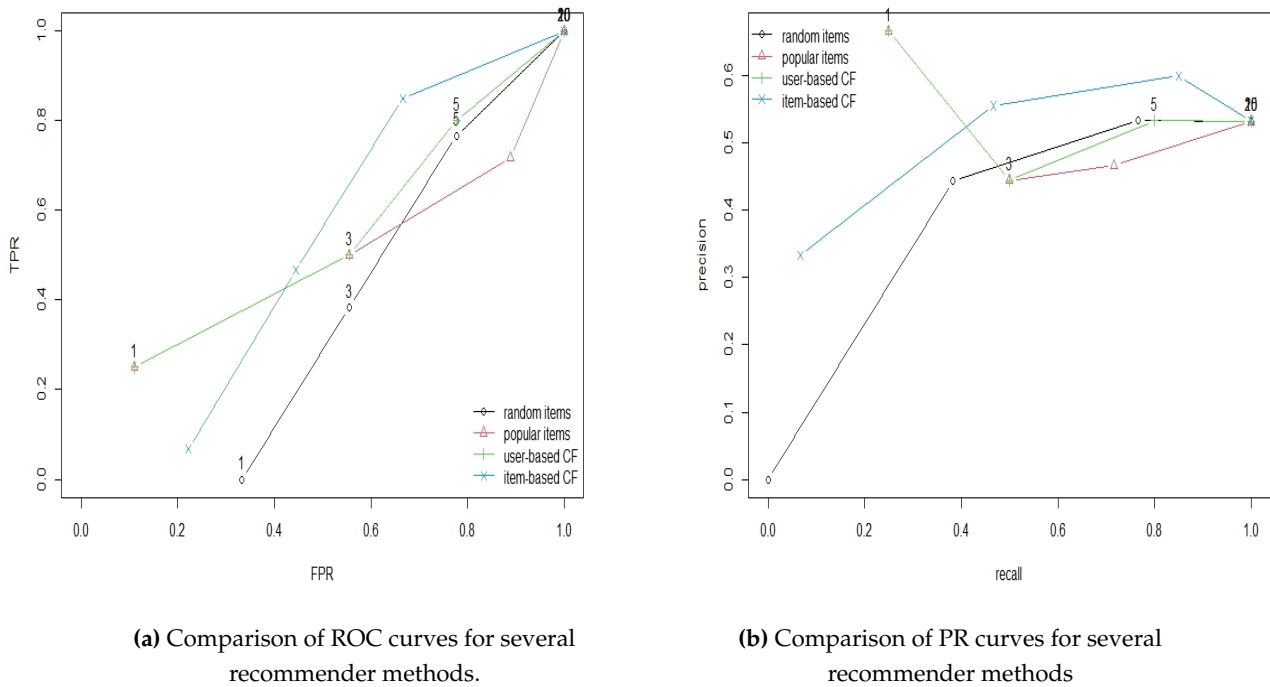 1.0
0.8
0.6
0.4
0.2
0.0
TPR
1
3
5
1
3
5
20
random items
popular items
user-based CF
item-based CF
0.0 0.2 0.4 0.6 0.8 1.0
FPR
(a) Comparison of ROC curves for several
recommender methods.
0.6
0.5
0.4
0.3
0.2
0.1
0.0
precision
1
random items
popular items
user-based CF
item-based CF
3
5
20
0.0 0.2 0.4 0.6 0.8 1.0
recall
(b) Comparison of PR curves for several
recommender methods